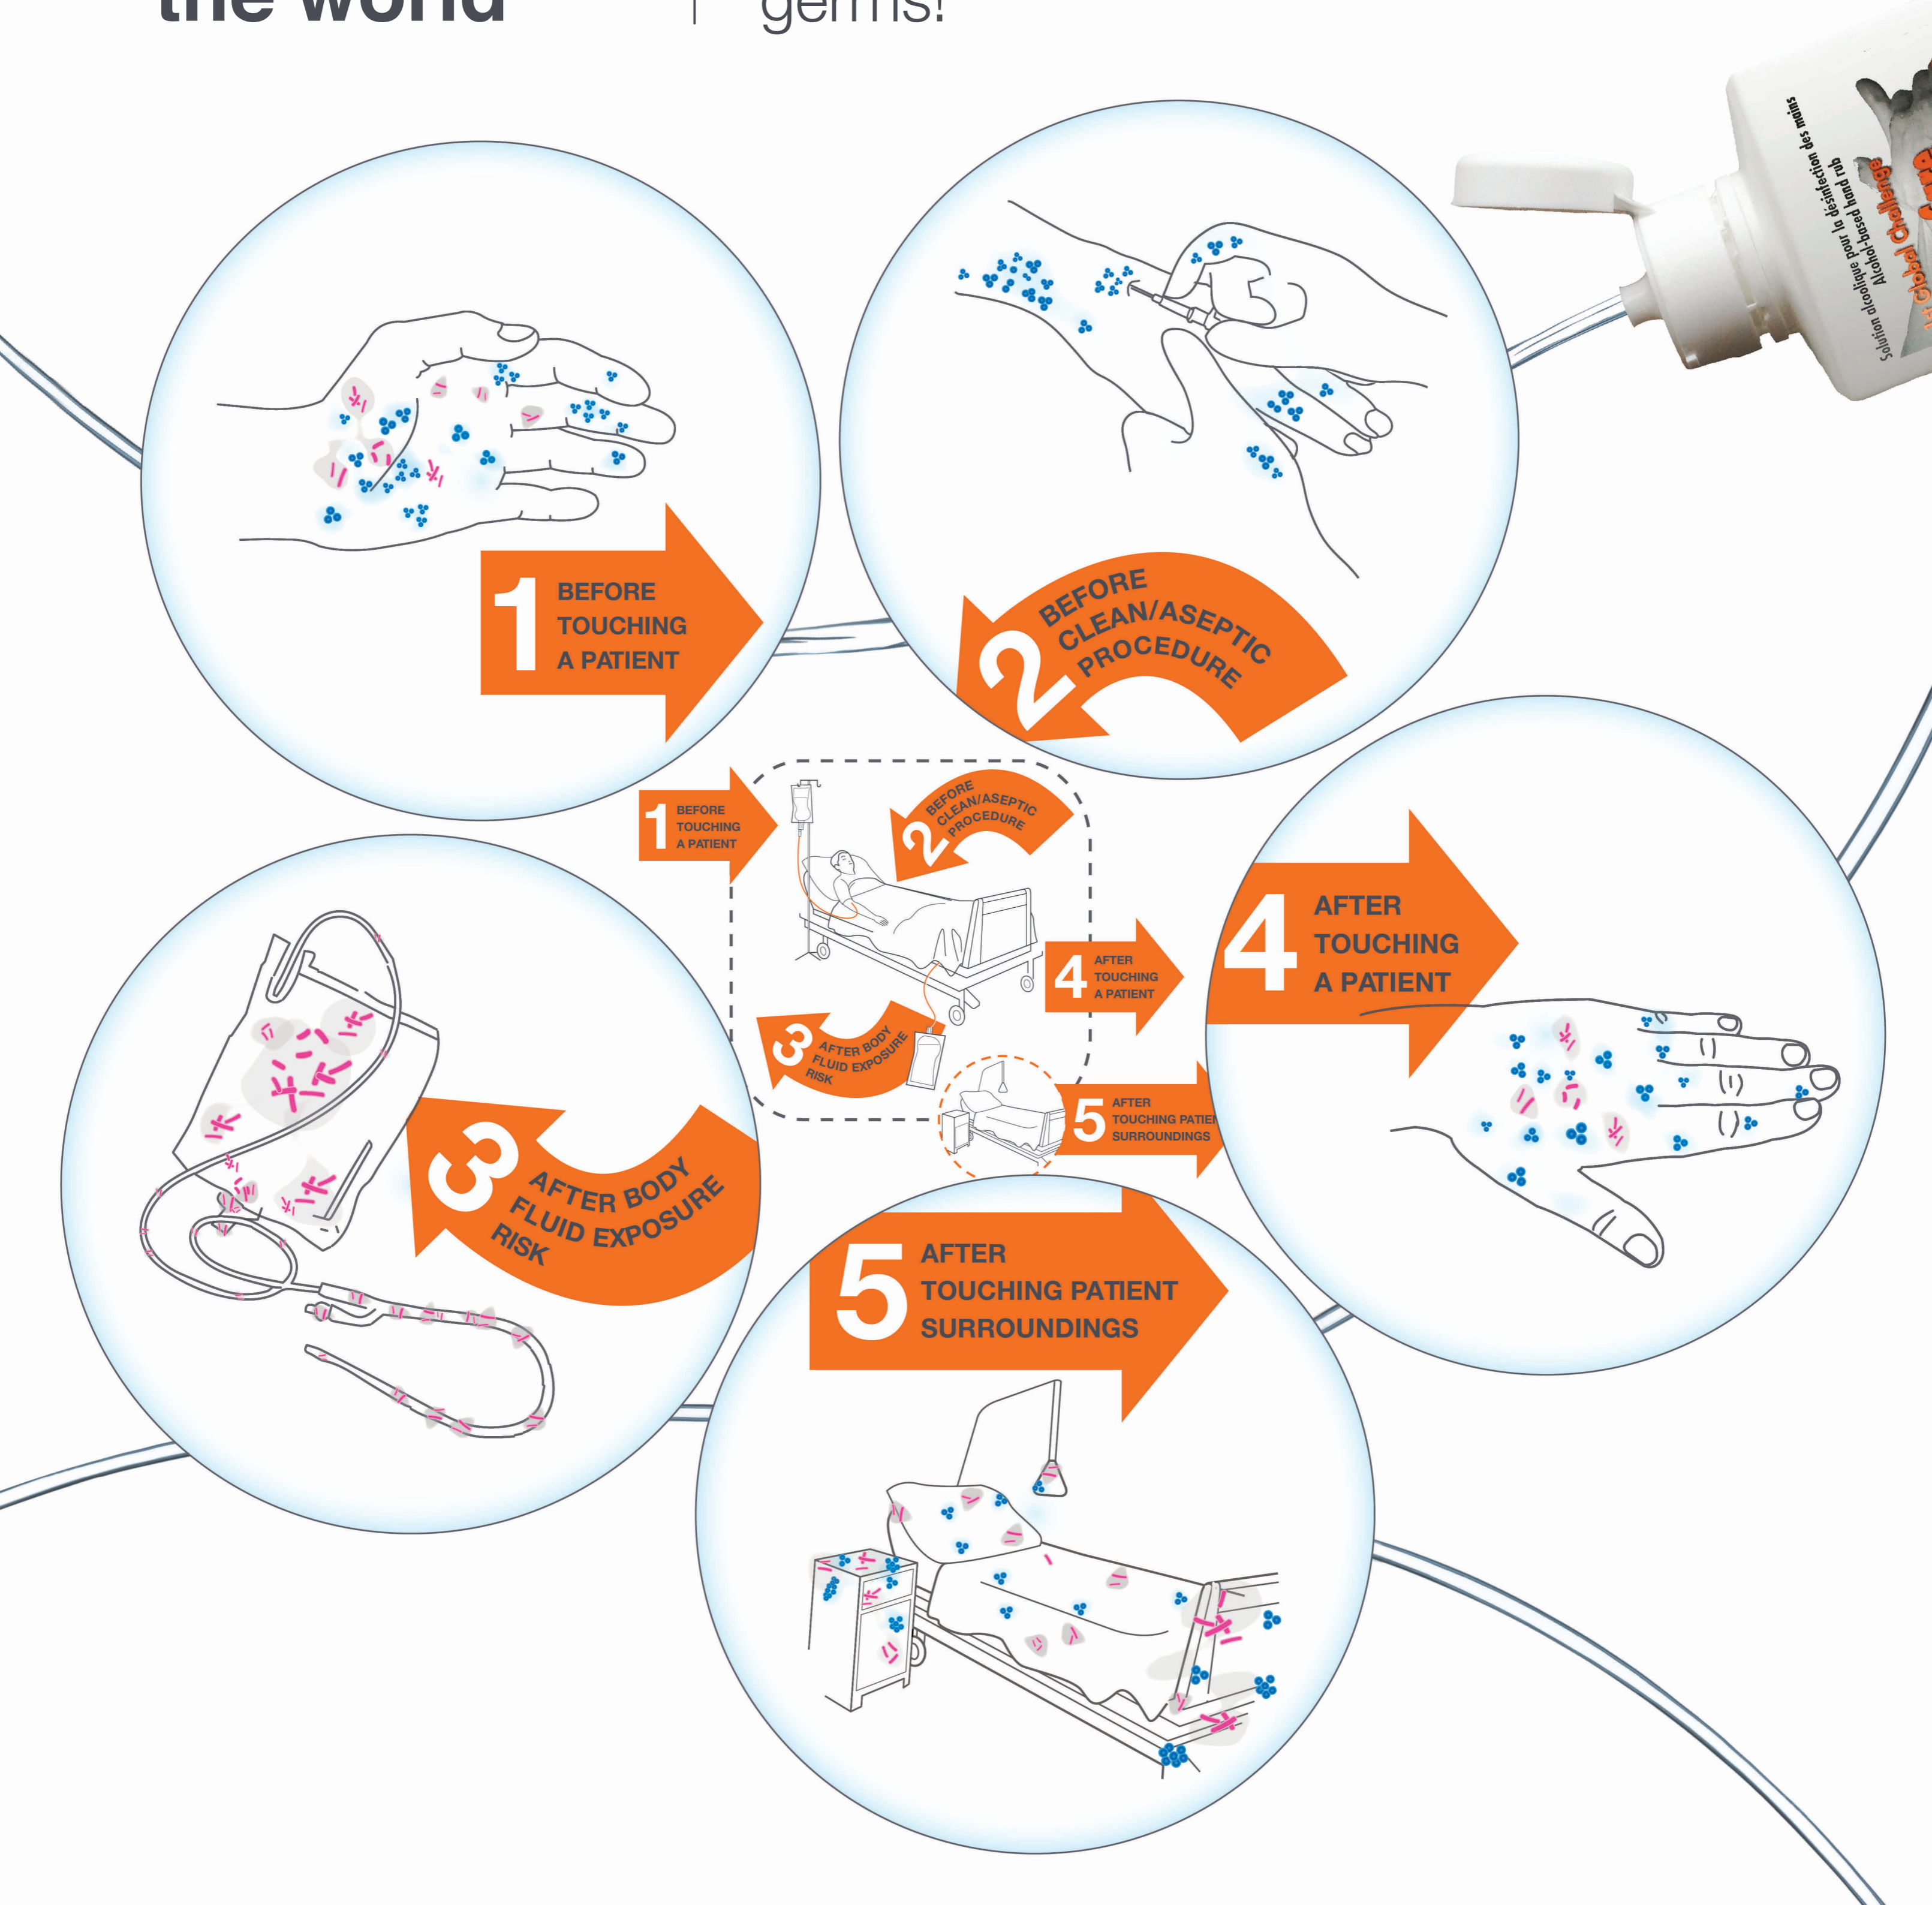 the world
germs!
Solution alcoolique pour la désinfection des mains
Alcohol-based hand rub
Global Challenge
1 BEFORE
TOUCHING
A PATIENT
2 BEFORE
CLEAN/ASEPTIC
PROCEDURE
1 BEFORE
TOUCHING
A PATIENT
2 BEFORE
CLEAN/ASEPTIC
PROCEDURE
3 AFTER BODY
FLUID EXPOSURE
RISK
4 AFTER
TOUCHING
A PATIENT
5 AFTER
TOUCHING PATIEN
SURROUNDINGS
4 AFTER
TOUCHING
A PATIENT
3 AFTER BODY
FLUID EXPOSURE
RISK
5 AFTER
TOUCHING PATIENT
SURROUNDINGS